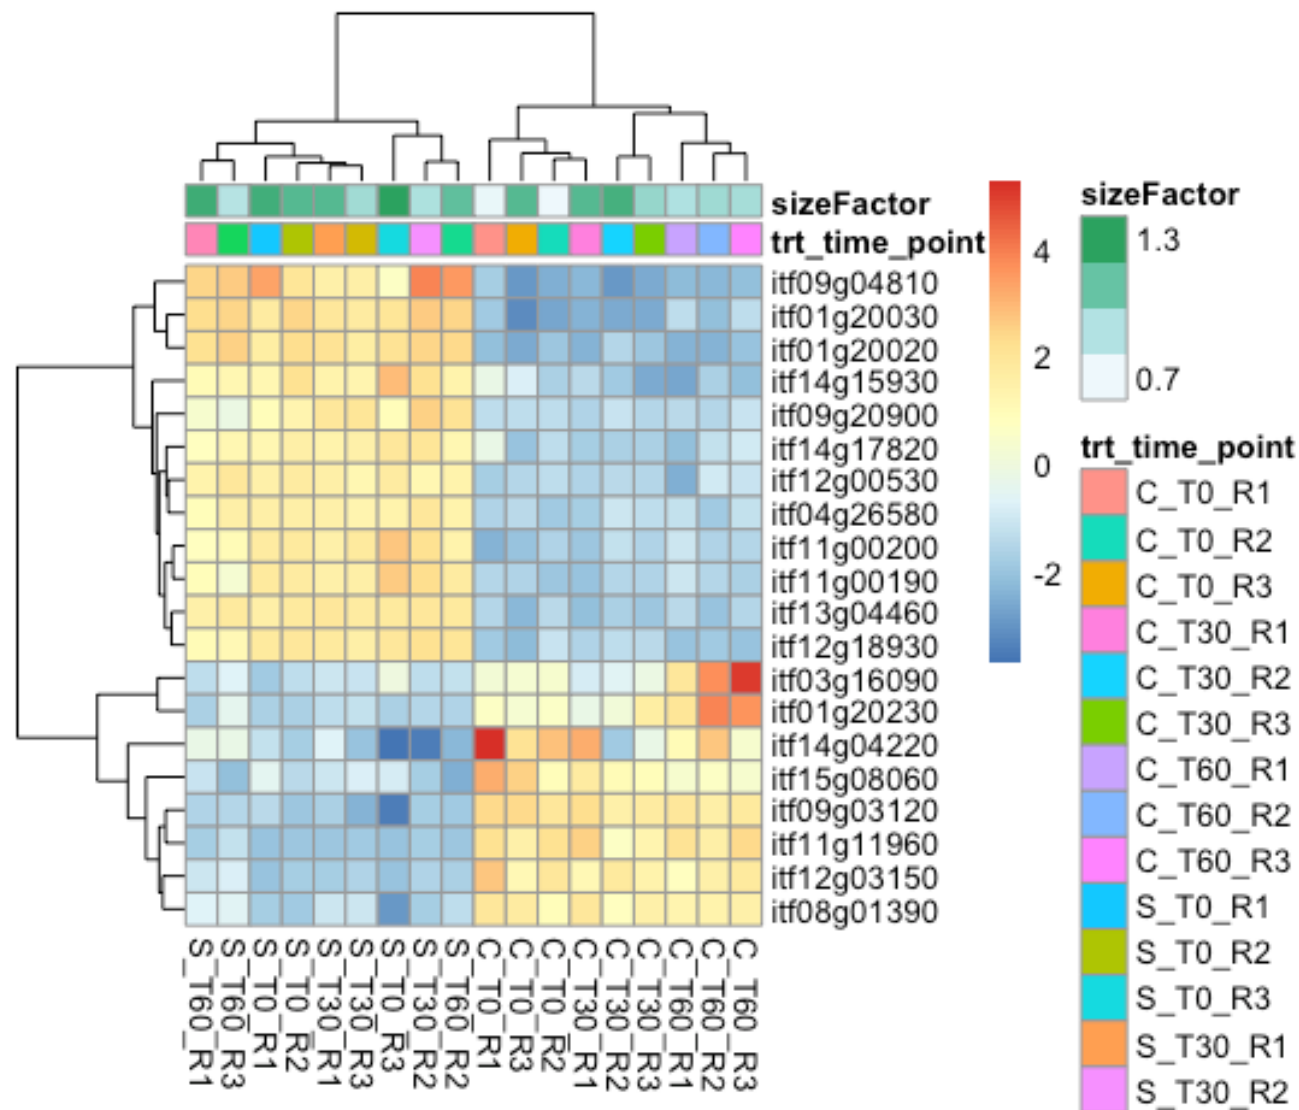 sizeFactor
trt_time_point
itf09g04810
itf01g20030
itf01g20020
itf14g15930
itf09g20900
itf14g17820
itf12g00530
itf04g26580
itf11g00200
itf11g00190
itf13g04460
itf12g18930
itf03g16090
itf01g20230
itf14g04220
itf15g08060
itf09g03120
itf11g11960
itf12g03150
itf08g01390
S_T60_R1
S_T60_R3
S_T0_R1
S_T0_R2
S_T30_R1
S_T30_R3
S_T0_R3
S_T30_R2
S_T60_R2
C_T0_R1
C_T0_R3
C_T0_R2
C_T30_R1
C_T30_R2
C_T30_R3
C_T60_R1
C_T60_R2
C_T60_R3
4
2
0
-2
sizeFactor
1.3
0.7
trt_time_point
C_T0_R1
C_T0_R2
C_T0_R3
C_T30_R1
C_T30_R2
C_T30_R3
C_T60_R1
C_T60_R2
C_T60_R3
S_T0_R1
S_T0_R2
S_T0_R3
S_T30_R1
S_T30_R2